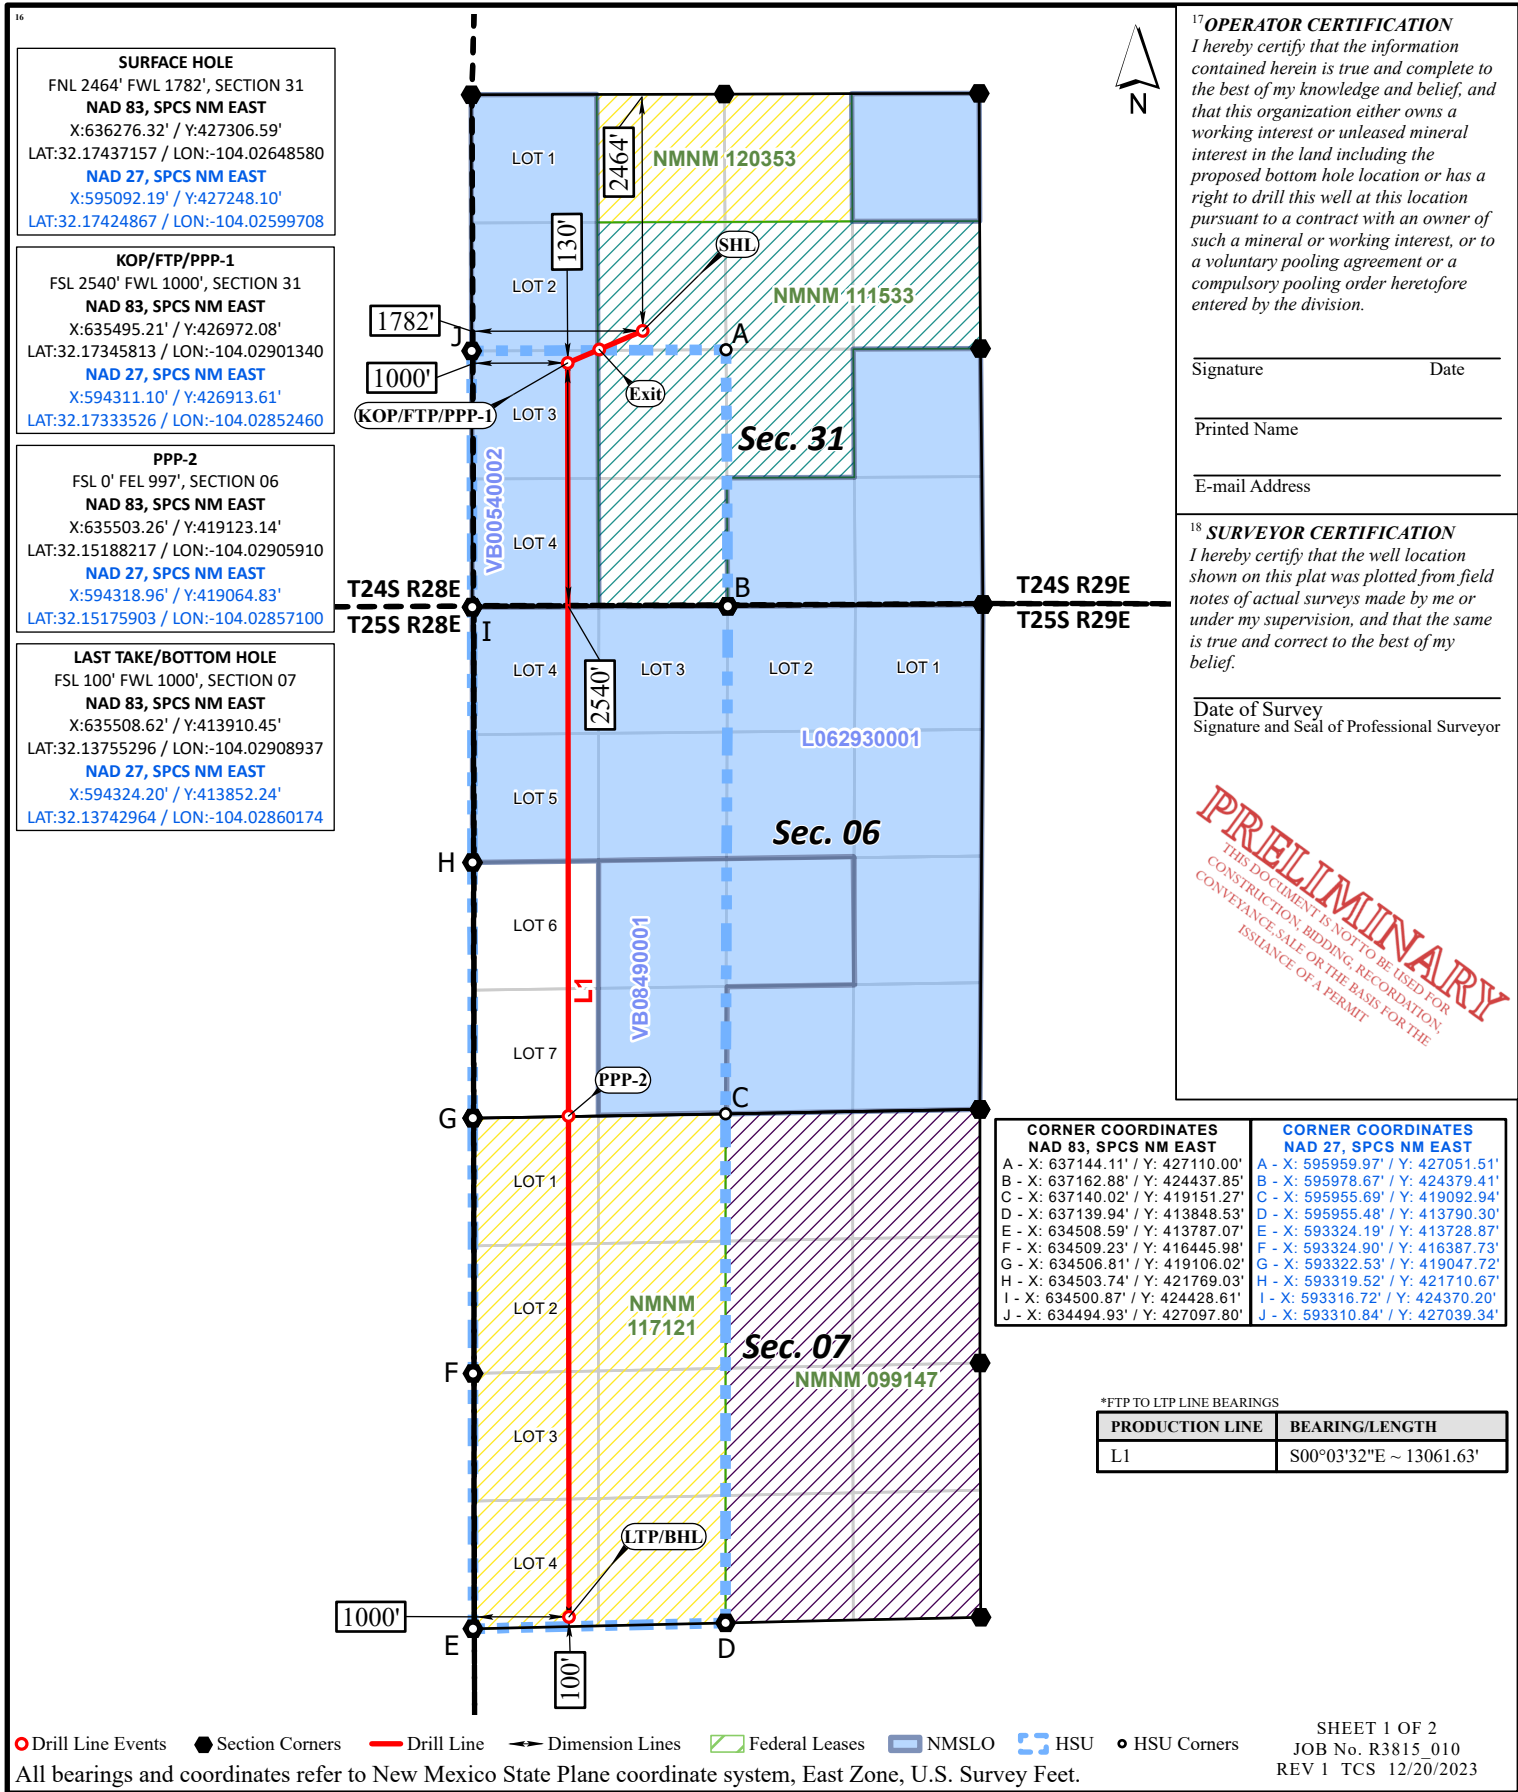 16
SURFACE HOLE
FNL 2464' FWL 1782', SECTION 31
NAD 83, SPCS NM EAST
X:636276.32' / Y:427306.59'
LAT:32.17437157 / LON:-104.02648580
NAD 27, SPCS NM EAST
X:595092.19' / Y:427248.10'
LAT:32.17424867 / LON:-104.02599708
KOP/FTP/PPP-1
FSL 2540' FWL 1000', SECTION 31
NAD 83, SPCS NM EAST
X:635495.21' / Y:426972.08'
LAT:32.17345813 / LON:-104.02901340
NAD 27, SPCS NM EAST
X:594311.10' / Y:426913.61'
LAT:32.17333526 / LON:-104.02852460
PPP-2
FSL 0' FEL 997', SECTION 06
NAD 83, SPCS NM EAST
X:635503.26' / Y:419123.14'
LAT:32.15188217 / LON:-104.02905910
NAD 27, SPCS NM EAST
X:594318.96' / Y:419064.83'
LAT:32.15175903 / LON:-104.02857100
LAST TAKE/BOTTOM HOLE
FSL 100' FWL 1000', SECTION 07
NAD 83, SPCS NM EAST
X:635508.62' / Y:413910.45'
LAT:32.13755296 / LON:-104.02908937
NAD 27, SPCS NM EAST
X:594324.20' / Y:413852.24'
LAT:32.13742964 / LON:-104.02860174
N
LOT 1
2464'
NMNM 120353
130'
SHL
LOT 2
NMNM 111533
1782'
J
A
1000'
Exit
KOP/FTP/PPP-1
LOT 3
Sec. 31
VB00540002
LOT 4
T24S R28E
B
T24S R29E
T25S R28E
I
T25S R29E
LOT 4
LOT 3
LOT 2
LOT 1
2540'
L062930001
LOT 5
Sec. 06
H
LOT 6
VB08490001
L1
LOT 7
PPP-2
C
G
LOT 1
LOT 2
NMNM
117121
Sec. 07
F
NMNM 099147
LOT 3
LTP/BHL
LOT 4
1000'
E
D
100'
17 OPERATOR CERTIFICATION
I hereby certify that the information
contained herein is true and complete to
the best of my knowledge and belief, and
that this organization either owns a
working interest or unleased mineral
interest in the land including the
proposed bottom hole location or has a
right to drill this well at this location
pursuant to a contract with an owner of
such a mineral or working interest, or to
a voluntary pooling agreement or a
compulsory pooling order heretofore
entered by the division.
Signature Date
Printed Name
E-mail Address
18 SURVEYOR CERTIFICATION
I hereby certify that the well location
shown on this plat was plotted from field
notes of actual surveys made by me or
under my supervision, and that the same
is true and correct to the best of my
belief.
Date of Survey
Signature and Seal of Professional Surveyor
PRELIMINARY
THIS DOCUMENT IS NOT TO BE USED FOR
CONSTRUCTION, BIDDING, RECORDATION,
CONVEYANCE, SALE OR THE BASIS FOR THE
ISSUANCE OF A PERMIT
CORNER COORDINATES
NAD 83, SPCS NM EAST
A - X: 637144.11' / Y: 427110.00'
B - X: 637162.88' / Y: 424437.85'
C - X: 637140.02' / Y: 419151.27'
D - X: 637139.94' / Y: 413848.53'
E - X: 634508.59' / Y: 413787.07'
F - X: 634509.23' / Y: 416445.98'
G - X: 634506.81' / Y: 419106.02'
H - X: 634503.74' / Y: 421769.03'
I - X: 634500.87' / Y: 424428.61'
J - X: 634494.93' / Y: 427097.80'
CORNER COORDINATES
NAD 27, SPCS NM EAST
A - X: 595959.97' / Y: 427051.51'
B - X: 595978.67' / Y: 424379.41'
C - X: 595955.69' / Y: 419092.94'
D - X: 595955.48' / Y: 413790.30'
E - X: 593324.19' / Y: 413728.87'
F - X: 593324.90' / Y: 416387.73'
G - X: 593322.53' / Y: 419047.72'
H - X: 593319.52' / Y: 421710.67'
I - X: 593316.72' / Y: 424370.20'
J - X: 593310.84' / Y: 427039.34'
*FTP TO LTP LINE BEARINGS
PRODUCTION LINE BEARING/LENGTH
L1 S00°03'32"E ~ 13061.63'
Drill Line Events Section Corners Drill Line Dimension Lines Federal Leases NMSLO HSU HSU Corners
All bearings and coordinates refer to New Mexico State Plane coordinate system, East Zone, U.S. Survey Feet.
SHEET 1 OF 2
JOB No. R3815_010
REV 1 TCS 12/20/2023